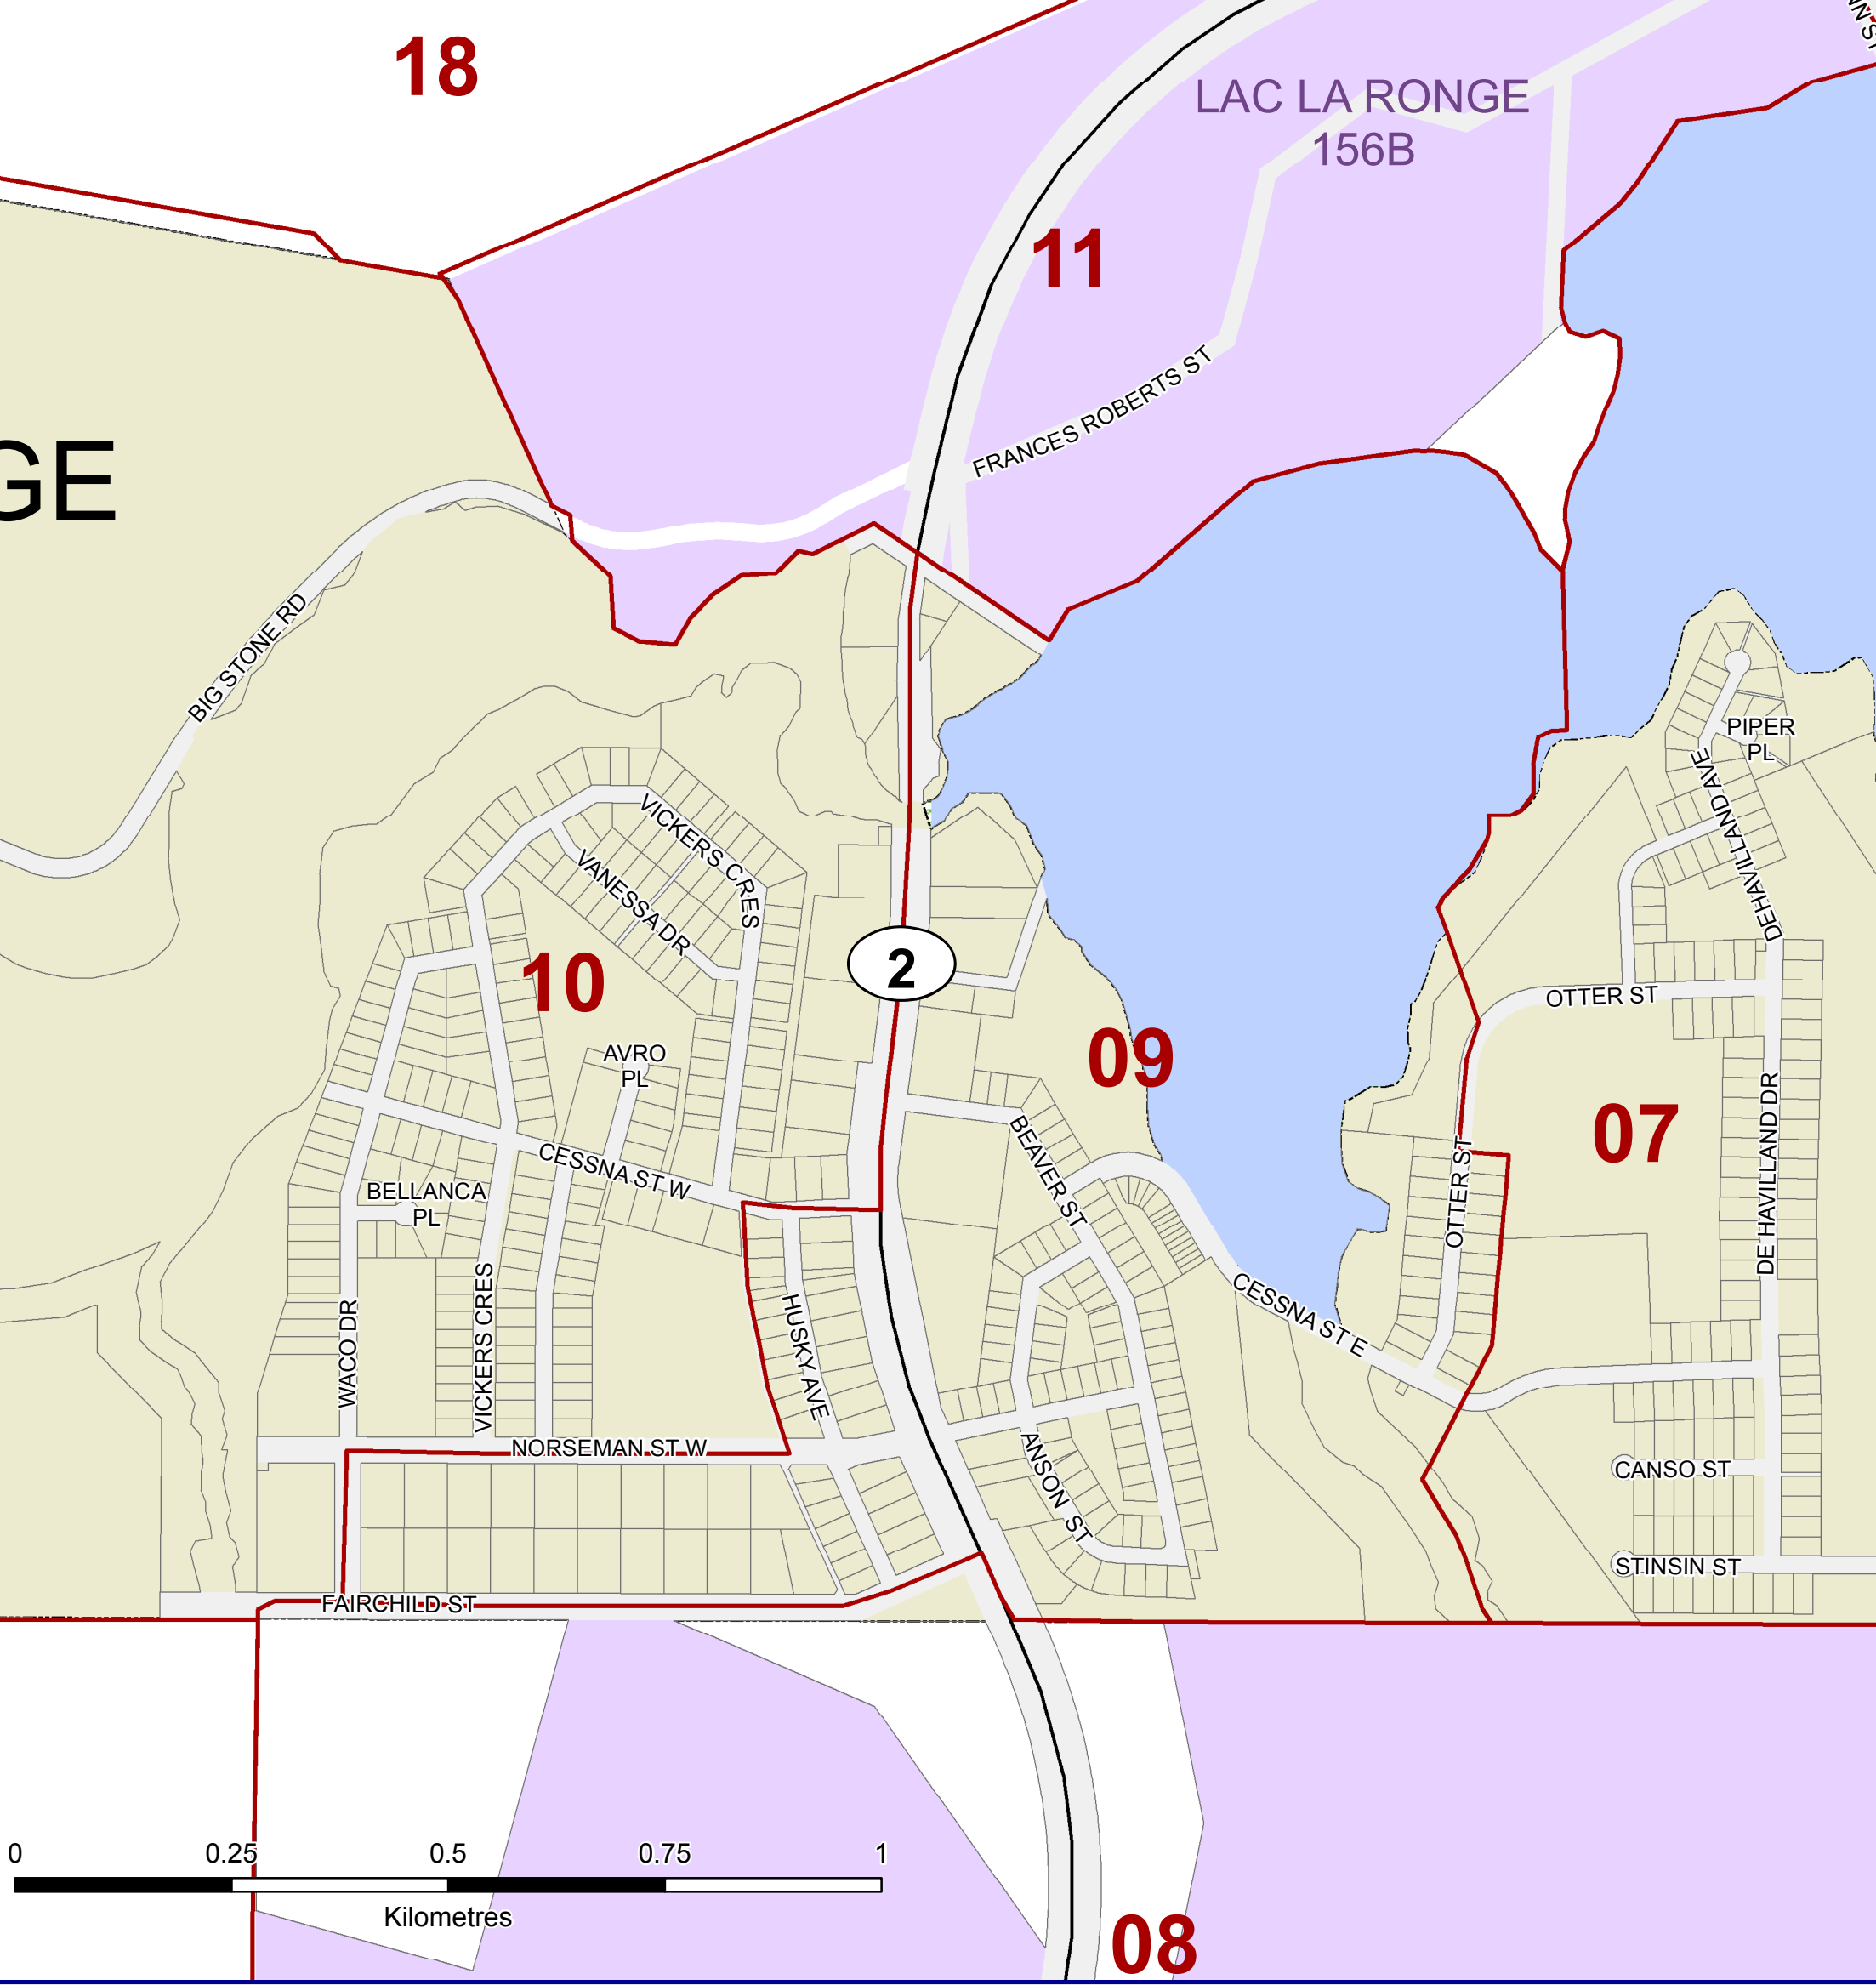 18
LAC LA RONGE
156B
11
FRANCES ROBERTS ST
GE
BIG STONE RD
PIPER
PL
DEHAVILLAND AVE
VICKERS CRES
VANESSA DR
2
10
OTTER ST
09
AVRO
PL
07
DE HAVILLAND DR
BEAVER ST
CESSNA ST W
OTTER ST
BELLANCA
PL
CESSNA ST E
HUSKY AVE
WACO DR
VICKERS CRES
NORSEMAN ST W
ANSON ST
CANSO ST
STINSIN ST
FAIRCHILD ST
0 0.25 0.5 0.75 1
Kilometres
08